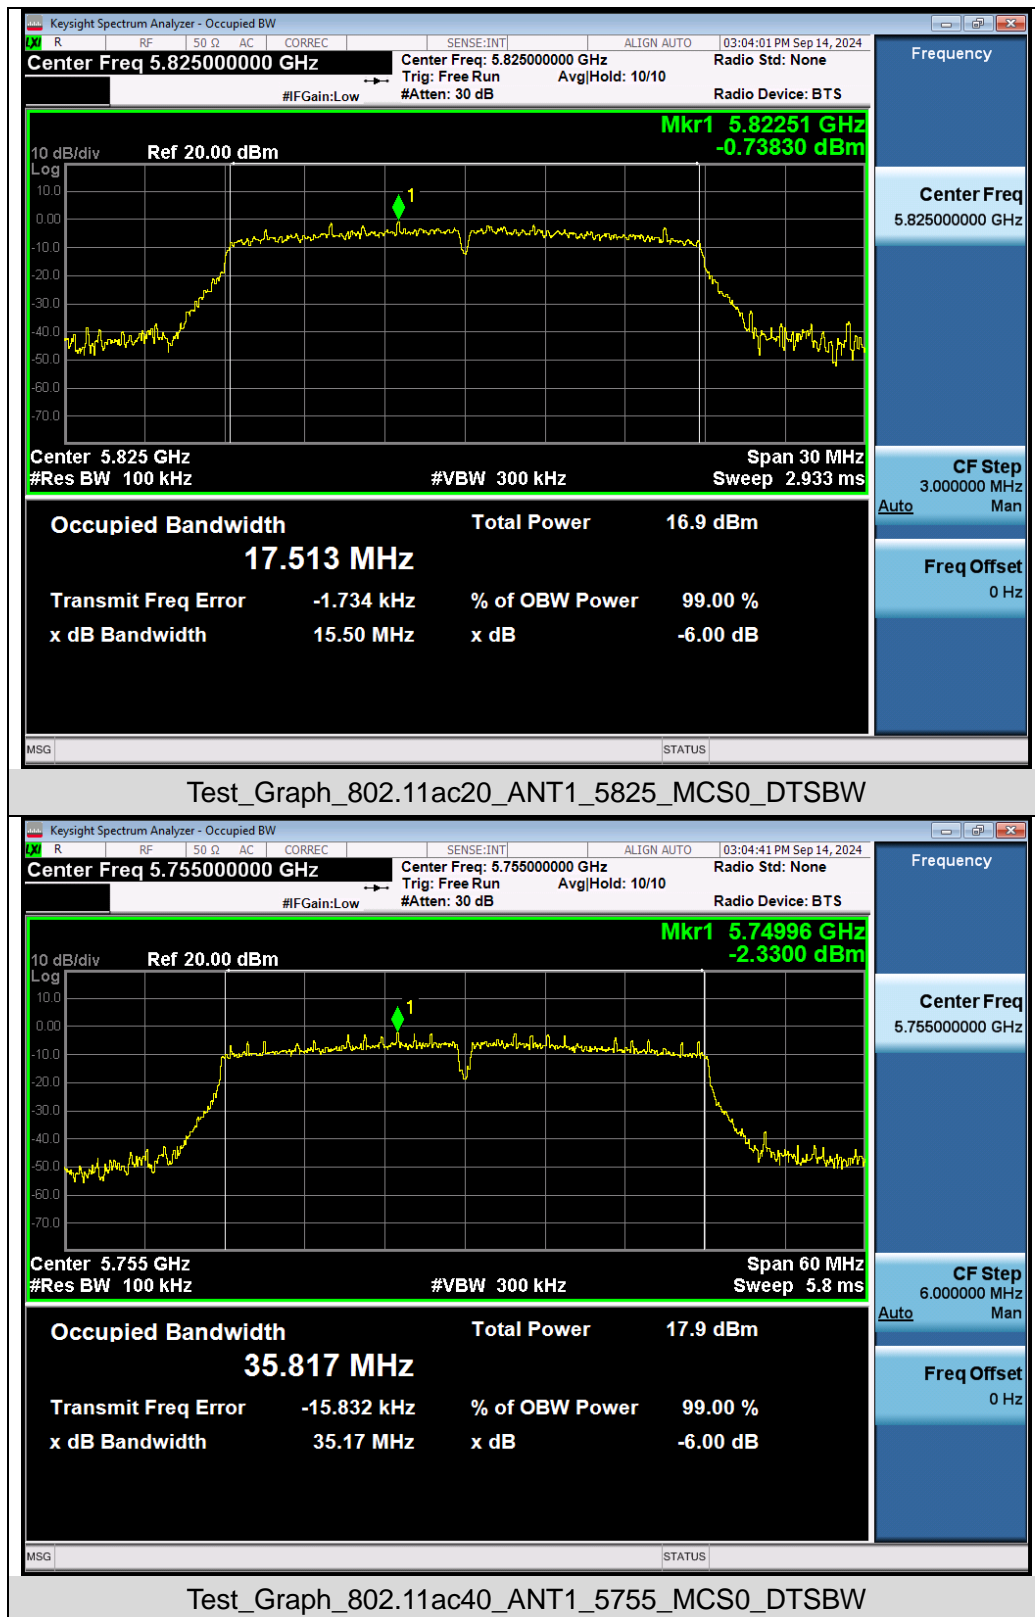 Keysight Spectrum Analyzer - Occupied BW
LXI R RF 50 Ω AC CORREC SENSE:INT ALIGN AUTO 03:04:01 PM Sep 14, 2024
Center Freq 5.825000000 GHz Center Freq: 5.825000000 GHz Radio Std: None
Trig: Free Run Avg|Hold: 10/10
#IFGain:Low #Atten: 30 dB Radio Device: BTS
Frequency
Mkr1 5.82251 GHz
-0.73830 dBm
10 dB/div Ref 20.00 dBm
Log
10.0
0.00
-10.0
-20.0
-30.0
-40.0
-50.0
-60.0
-70.0
1
Center 5.825 GHz Span 30 MHz
#Res BW 100 kHz #VBW 300 kHz Sweep 2.933 ms
Center Freq
5.825000000 GHz
CF Step
3.000000 MHz
Auto Man
Freq Offset
0 Hz
Occupied Bandwidth Total Power 16.9 dBm
17.513 MHz
Transmit Freq Error -1.734 kHz % of OBW Power 99.00 %
x dB Bandwidth 15.50 MHz x dB -6.00 dB
MSG STATUS
Test_Graph_802.11ac20_ANT1_5825_MCS0_DTSBW
Keysight Spectrum Analyzer - Occupied BW
LXI R RF 50 Ω AC CORREC SENSE:INT ALIGN AUTO 03:04:41 PM Sep 14, 2024
Center Freq 5.755000000 GHz Center Freq: 5.755000000 GHz Radio Std: None
Trig: Free Run Avg|Hold: 10/10
#IFGain:Low #Atten: 30 dB Radio Device: BTS
Frequency
Mkr1 5.74996 GHz
-2.3300 dBm
10 dB/div Ref 20.00 dBm
Log
10.0
0.00
-10.0
-20.0
-30.0
-40.0
-50.0
-60.0
-70.0
1
Center 5.755 GHz Span 60 MHz
#Res BW 100 kHz #VBW 300 kHz Sweep 5.8 ms
Center Freq
5.755000000 GHz
CF Step
6.000000 MHz
Auto Man
Freq Offset
0 Hz
Occupied Bandwidth Total Power 17.9 dBm
35.817 MHz
Transmit Freq Error -15.832 kHz % of OBW Power 99.00 %
x dB Bandwidth 35.17 MHz x dB -6.00 dB
MSG STATUS
Test_Graph_802.11ac40_ANT1_5755_MCS0_DTSBW